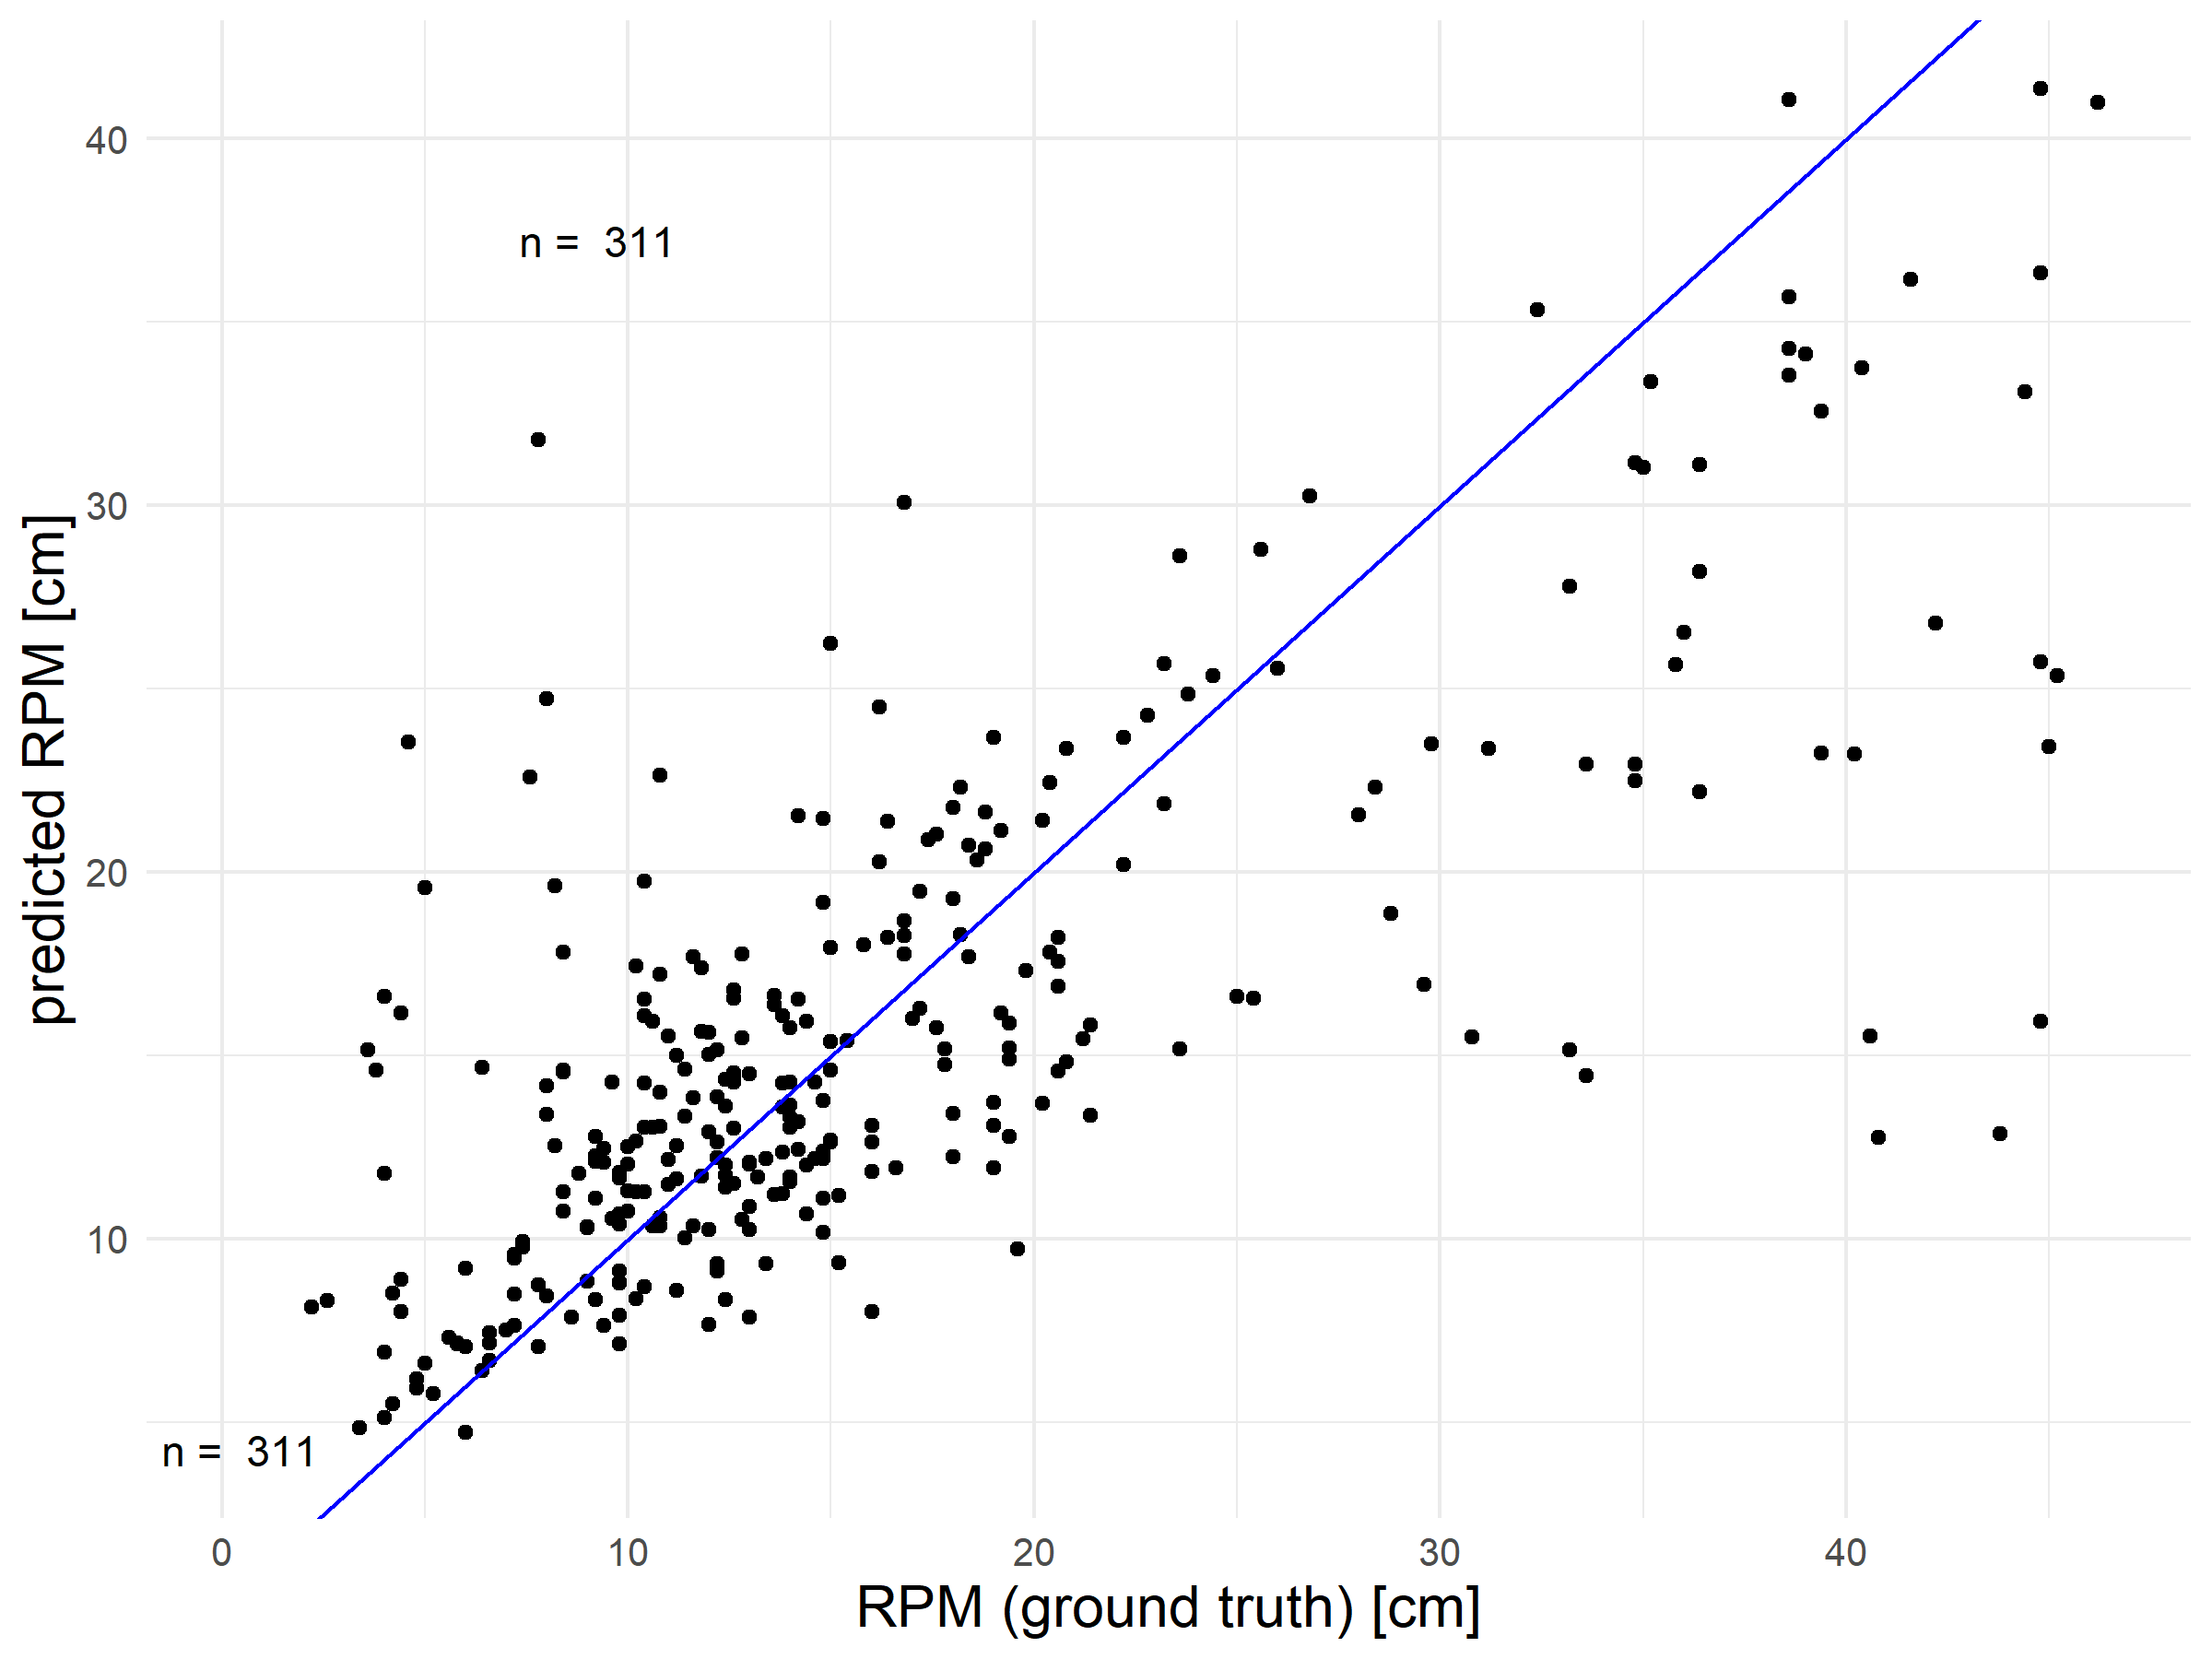 predicted RPM [cm]
40
30
20
10
n = 311
n = 311
0 10 20 30 40
RPM (ground truth) [cm]